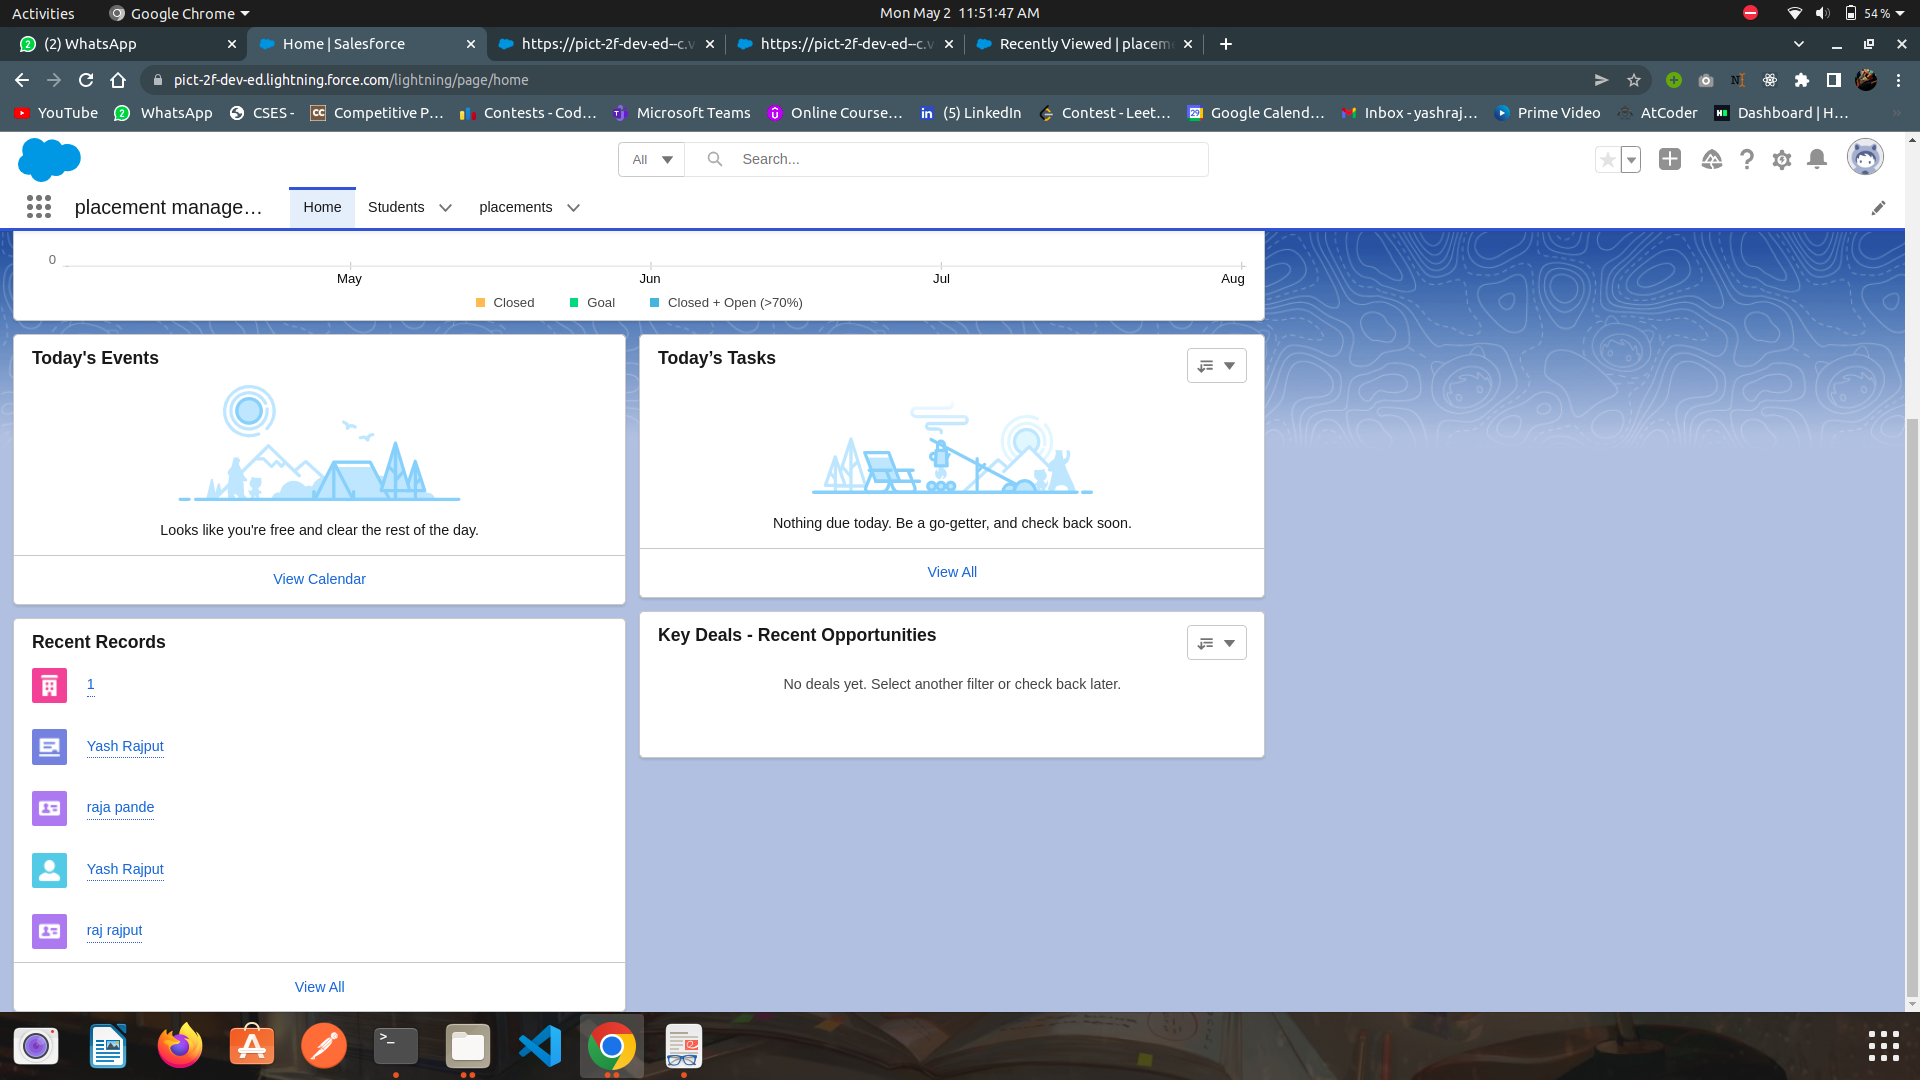 Activities Google Chrome Mon May 2 11:51:47 AM 54 %
(2) WhatsApp Home | Salesforce https://pict-2f-dev-ed--c.v https://pict-2f-dev-ed--c.v Recently Viewed | placem
pict-2f-dev-ed.lightning.force.com/lightning/page/home
YouTube WhatsApp CSES - Competitive P... Contests - Cod... Microsoft Teams Online Course... (5) LinkedIn Contest - Leet... Google Calend... Inbox - yashraj... Prime Video AtCoder Dashboard | H...
All Search...
placement manage... Home Students placements
0
May Jun Jul Aug
Closed Goal Closed + Open (>70%)
Today's Events
Looks like you're free and clear the rest of the day.
View Calendar
Today’s Tasks
Nothing due today. Be a go-getter, and check back soon.
View All
Recent Records
1
Yash Rajput
raja pande
Yash Rajput
raj rajput
View All
Key Deals - Recent Opportunities
No deals yet. Select another filter or check back later.